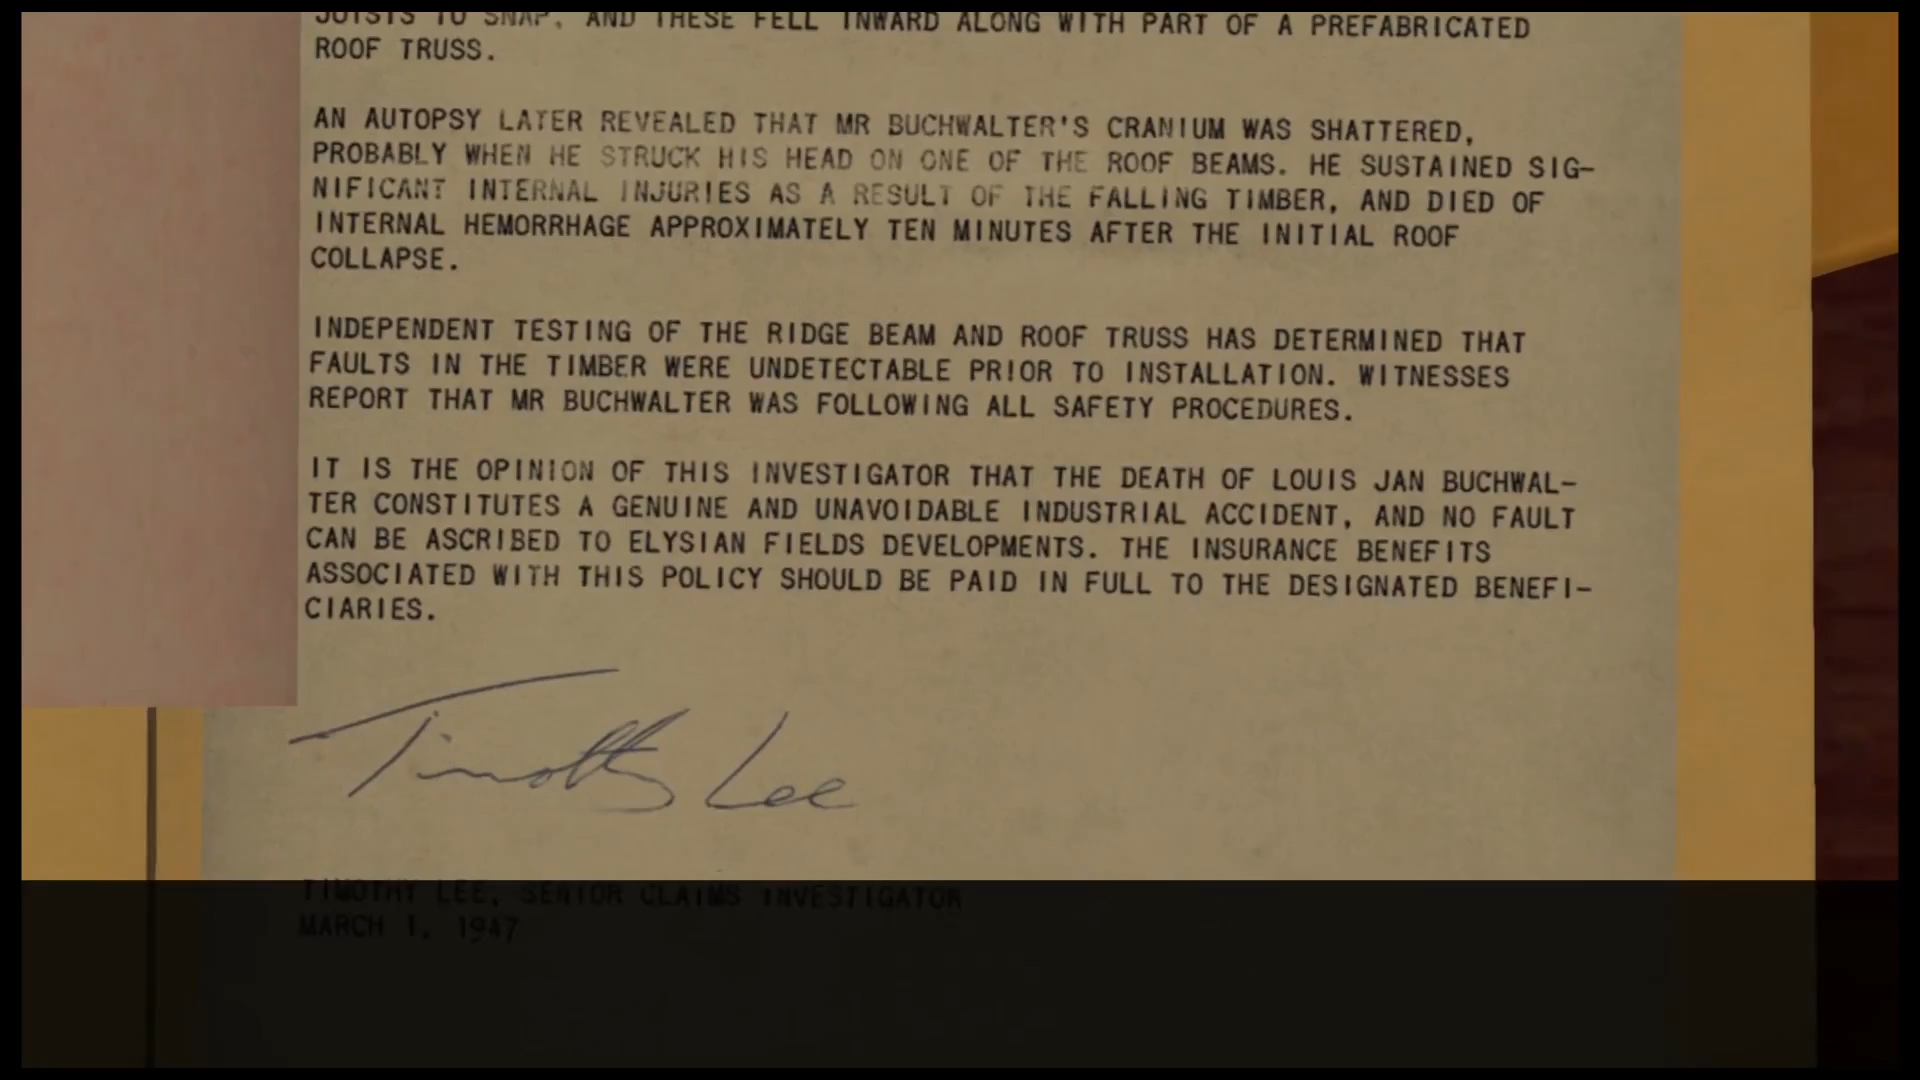 JOISTS TO SNAP, AND THESE FELL INWARD ALONG WITH PART OF A PREFABRICATED
ROOF TRUSS.
AN AUTOPSY LATER REVEALED THAT MR BUCHWALTER'S CRANIUM WAS SHATTERED,
PROBABLY WHEN HE STRUCK HIS HEAD ON ONE OF THE ROOF BEAMS. HE SUSTAINED SIG-
NIFICANT INTERNAL INJURIES AS A RESULT OF THE FALLING TIMBER, AND DIED OF
INTERNAL HEMORRHAGE APPROXIMATELY TEN MINUTES AFTER THE INITIAL ROOF
COLLAPSE.
INDEPENDENT TESTING OF THE RIDGE BEAM AND ROOF TRUSS HAS DETERMINED THAT
FAULTS IN THE TIMBER WERE UNDETECTABLE PRIOR TO INSTALLATION. WITNESSES
REPORT THAT MR BUCHWALTER WAS FOLLOWING ALL SAFETY PROCEDURES.
IT IS THE OPINION OF THIS INVESTIGATOR THAT THE DEATH OF LOUIS JAN BUCHWAL-
TER CONSTITUTES A GENUINE AND UNAVOIDABLE INDUSTRIAL ACCIDENT, AND NO FAULT
CAN BE ASCRIBED TO ELYSIAN FIELDS DEVELOPMENTS. THE INSURANCE BENEFITS
ASSOCIATED WITH THIS POLICY SHOULD BE PAID IN FULL TO THE DESIGNATED BENEFI-
CIARIES.
Timothy Lee
TIMOTHY LEE, SENIOR CLAIMS INVESTIGATOR
MARCH 1, 1947